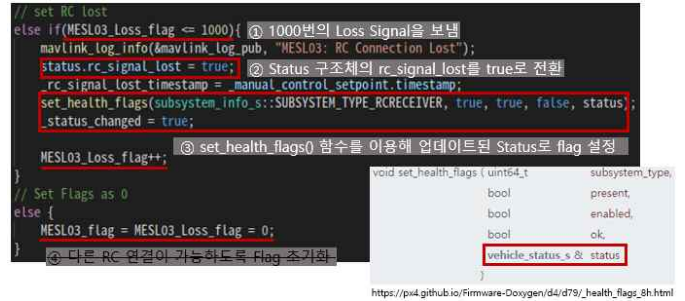 // set RC lost
else if(MESL03_Loss_flag <= 1000){ ① 1000번의 Loss Signal을 보냄
mavlink_log_info(&mavlink_log_pub, "MESL03: RC Connection Lost");
status.rc_signal_lost = true; ② Status 구조체의 rc_signal_lost를 true로 전환
_rc_signal_lost_timestamp = _manual_control_setpoint.timestamp;
set_health_flags(subsystem_info_s::SUBSYSTEM_TYPE_RCRECEIVER, true, true, false, status);
_status_changed = true;
③ set_health_flags() 함수를 이용해 업데이트된 Status로 flag 설정
MESL03_Loss_flag++;
}
// Set Flags as 0
else {
MESL03_flag = MESL03_Loss_flag = 0;
}
④ 다른 RC 연결이 가능하도록 Flag 초기화
void set_health_flags ( uint64_t subsystem_type,
bool present,
bool enabled,
bool ok,
vehicle_status_s & status
)
https://px4.github.io/Firmware-Doxygen/d4/d79/_health_flags_8h.html